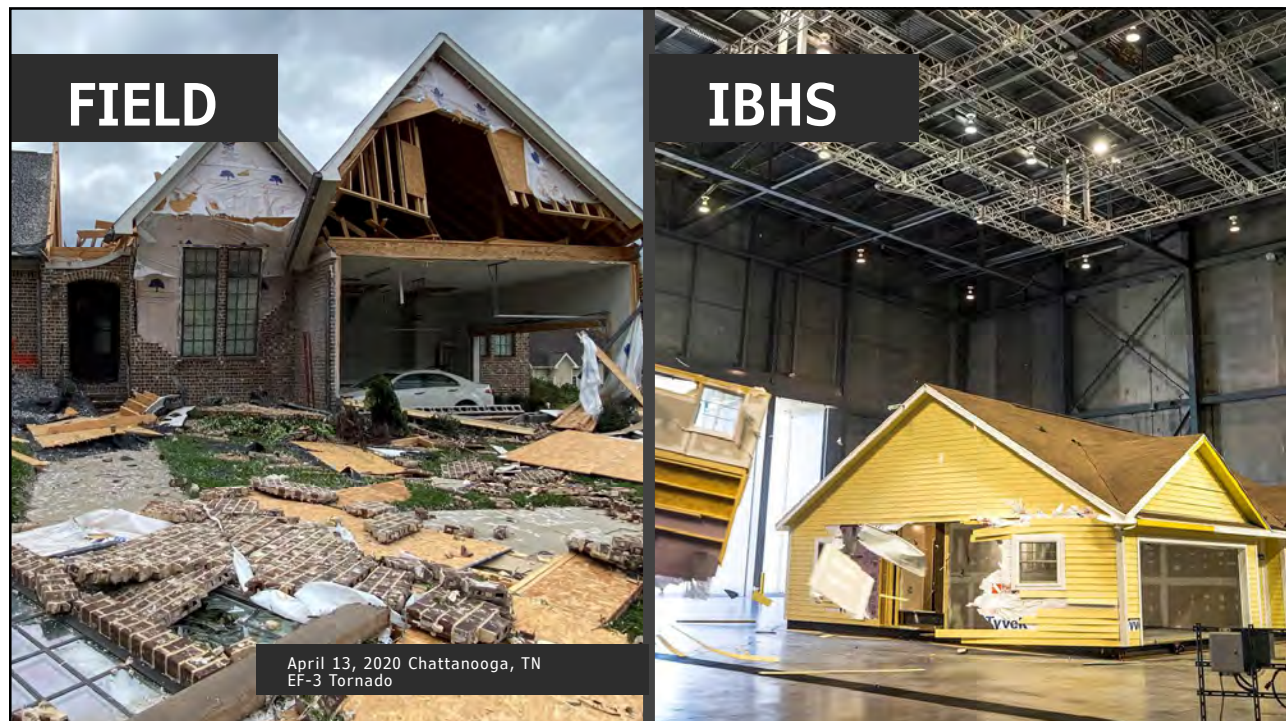 FIELD
IBHS
April 13, 2020 Chattanooga, TN
EF-3 Tornado
Tyvek